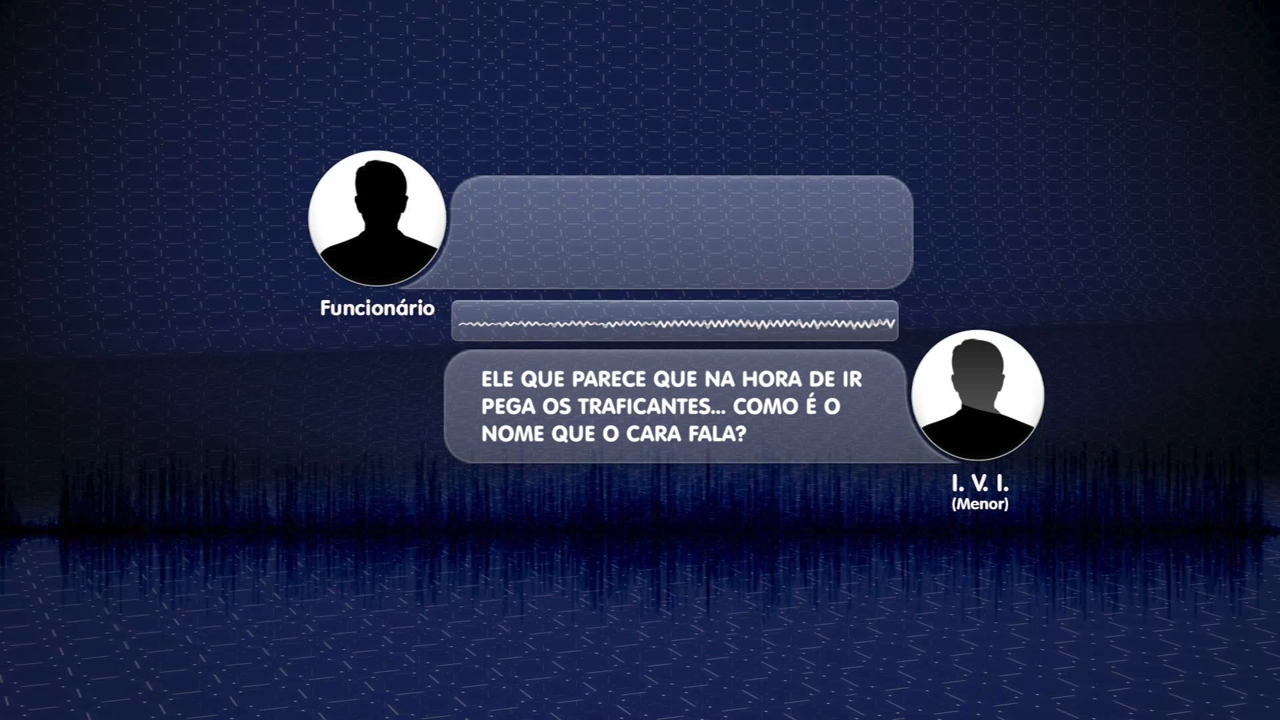 Funcionário
ELE QUE PARECE QUE NA HORA DE IR
PEGA OS TRAFICANTES... COMO É O
NOME QUE O CARA FALA?
I. V. I.
(Menor)